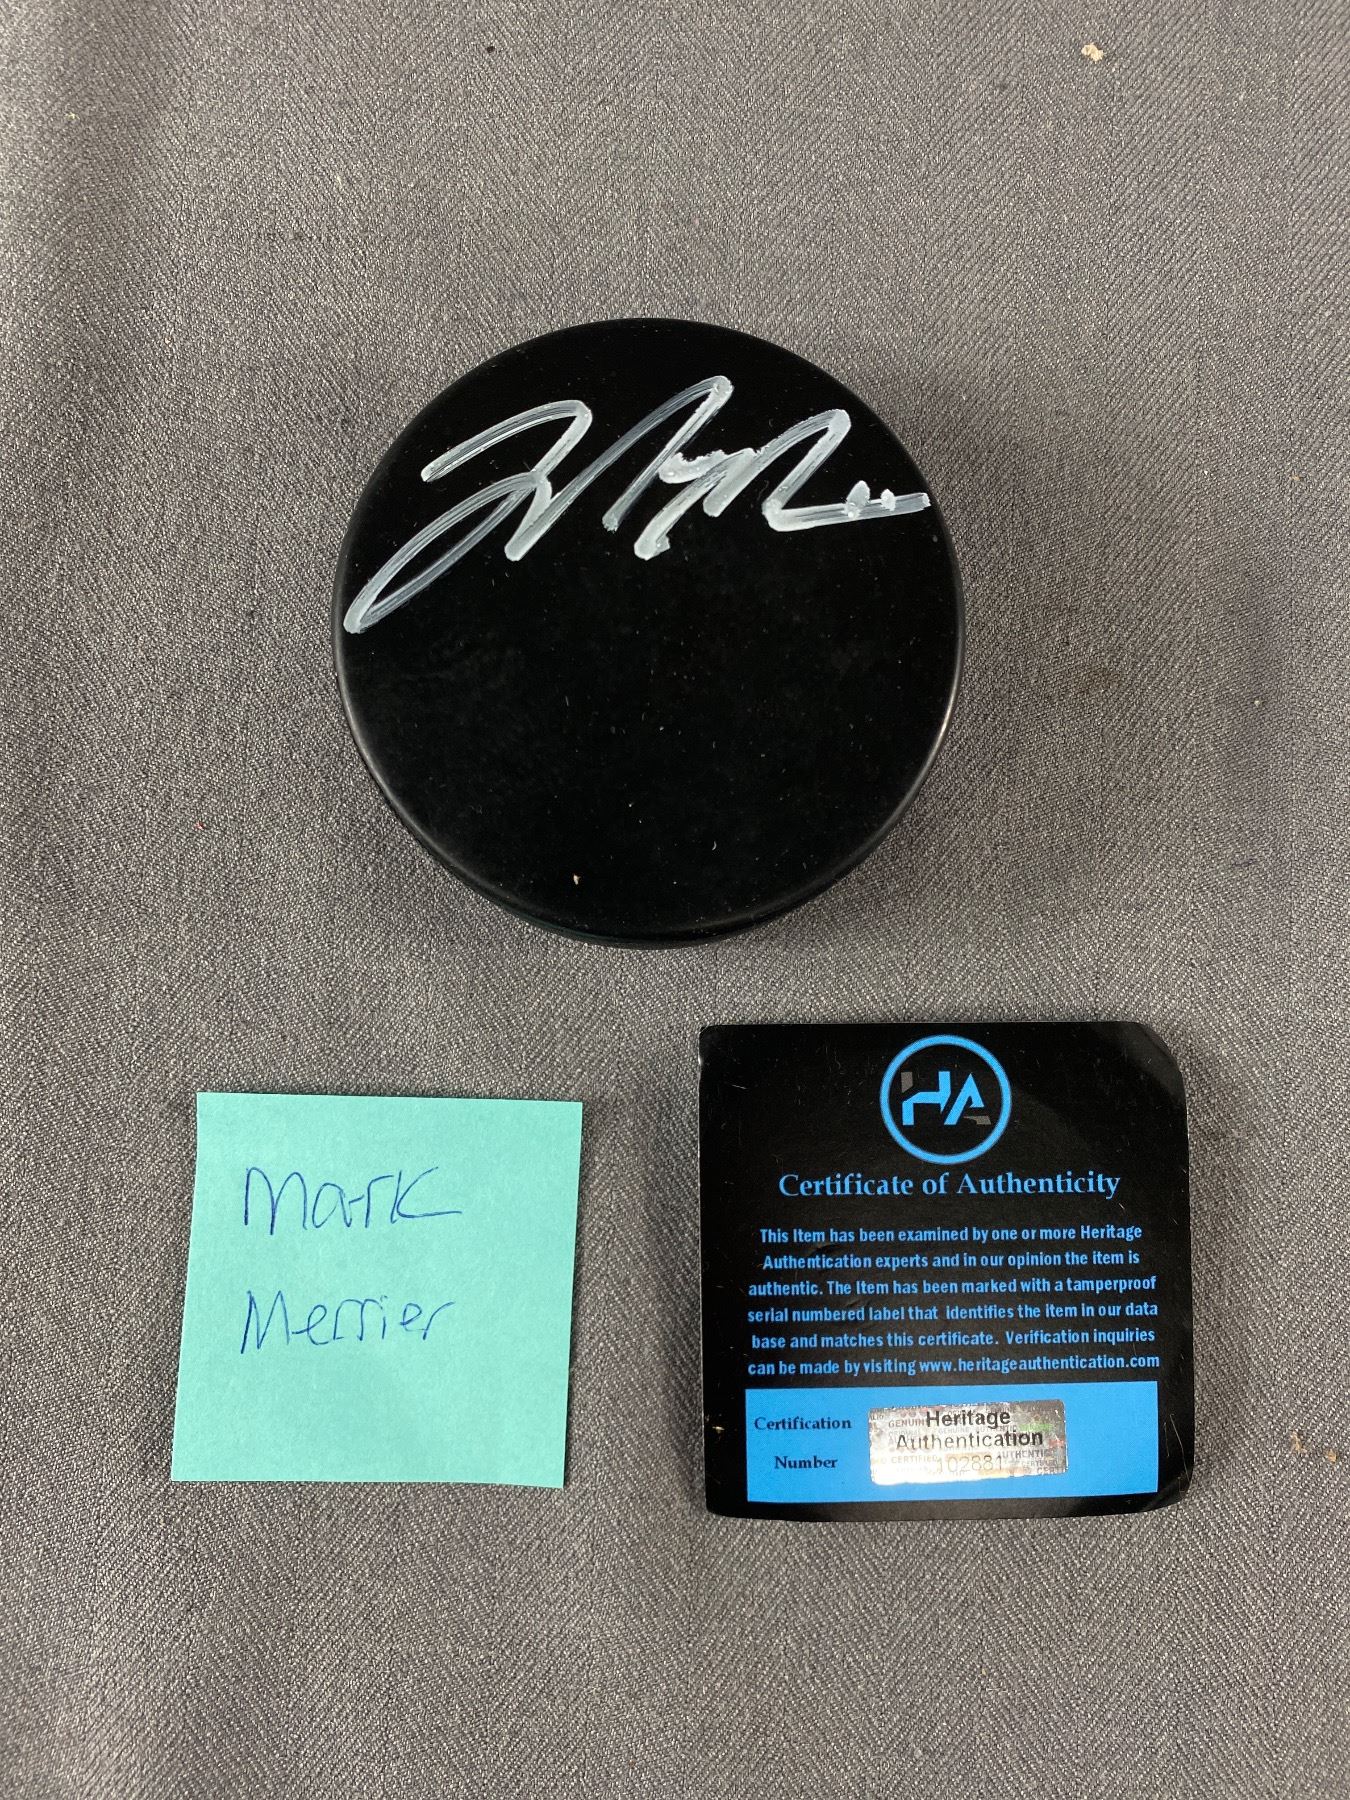 HA
Certificate of Authenticity
This Item has been examined by one or more Heritage
Authentication experts and in our opinion the item is
authentic. The Item has been marked with a tamperproof
serial numbered label that identifies the item in our data
base and matches this certificate. Verification inquiries
can be made by visiting www.heritageauthentication.com
Certification
Number
Heritage
Authentication
102881
Mark
Merrier